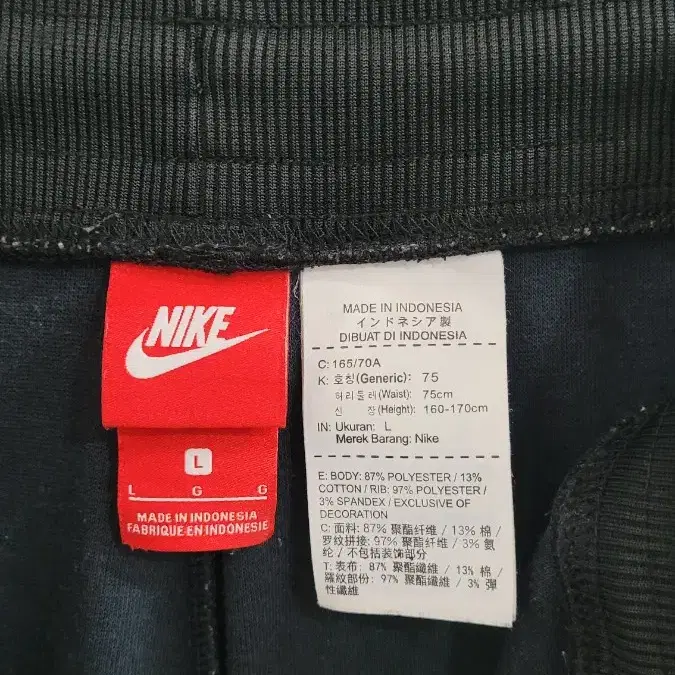 NIKE
L
L G G
MADE IN INDONESIA
FABRIQUÉ EN INDONÉSIE
MADE IN INDONESIA
インドネシア製
DIBUAT DI INDONESIA
C: 165/70A
K: 호칭(Generic): 75
허리둘레(Waist): 75cm
신 장(Height): 160-170cm
IN: Ukuran: L
Merek Barang: Nike
E: BODY: 87% POLYESTER / 13%
COTTON / RIB: 97% POLYESTER /
3% SPANDEX / EXCLUSIVE OF
DECORATION
C: 面料: 87% 聚酯纤维 / 13% 棉 /
罗纹拼接: 97% 聚酯纤维 / 3% 氨
纶 / 不包括装饰部分
T: 表布: 87% 聚酯纖維 / 13% 棉 /
羅紋部份: 97% 聚酯纖維 / 3% 彈
性纖維